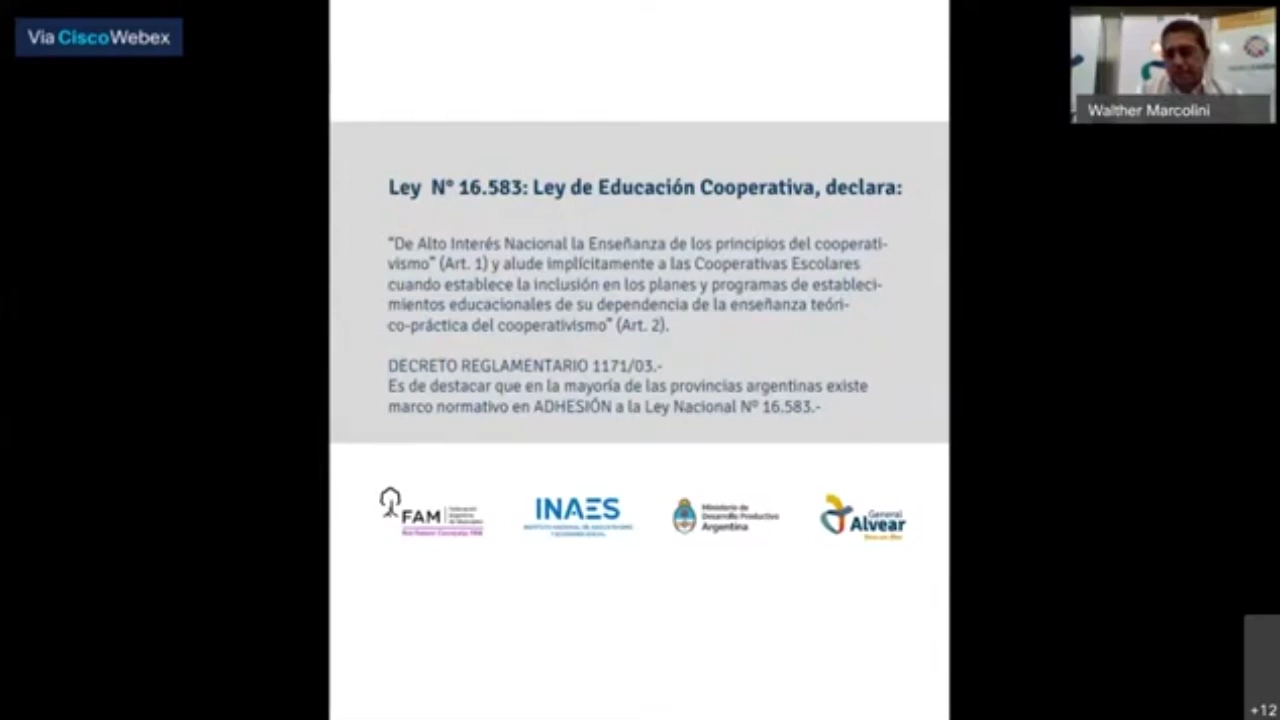 Via CiscoWebex
Walther Marcolini
Ley N° 16.583: Ley de Educación Cooperativa, declara:
"De Alto Interés Nacional la Enseñanza de los principios del cooperati-
vismo" (Art. 1) y alude implícitamente a las Cooperativas Escolares
cuando establece la inclusión en los planes y programas de estableci-
mientos educacionales de su dependencia de la enseñanza teóri-
co-práctica del cooperativismo" (Art. 2).
DECRETO REGLAMENTARIO 1171/03.-
Es de destacar que en la mayoría de las provincias argentinas existe
marco normativo en ADHESIÓN a la Ley Nacional Nº 16.583.-
FAM
INAES
Ministerio de
Desarrollo Productivo
Argentina
General
Alvear
+12